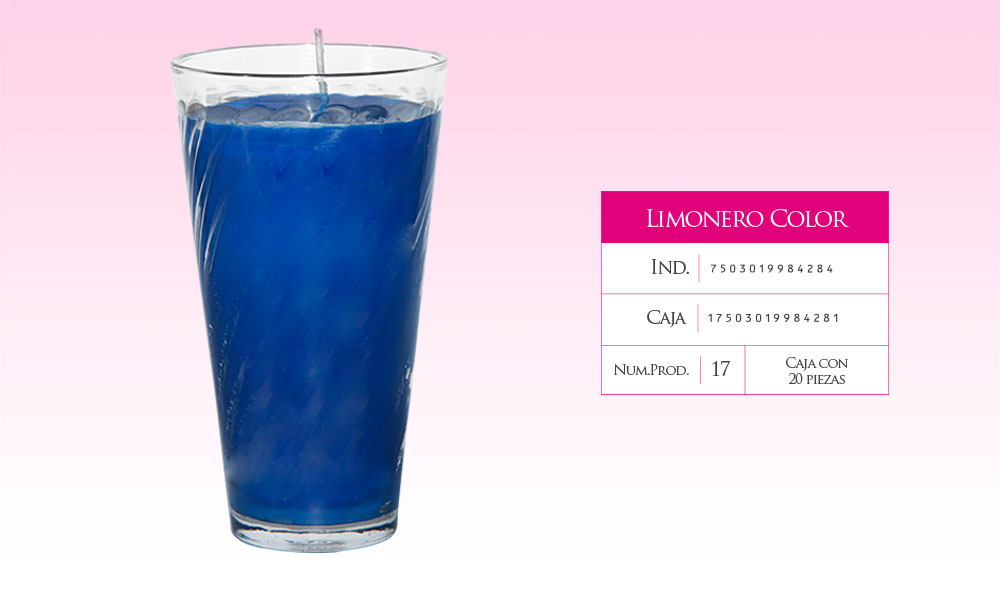 Limonero Color
Ind. 7503019984284
Caja 17503019984281
Num.Prod. 17
Caja con
20 piezas